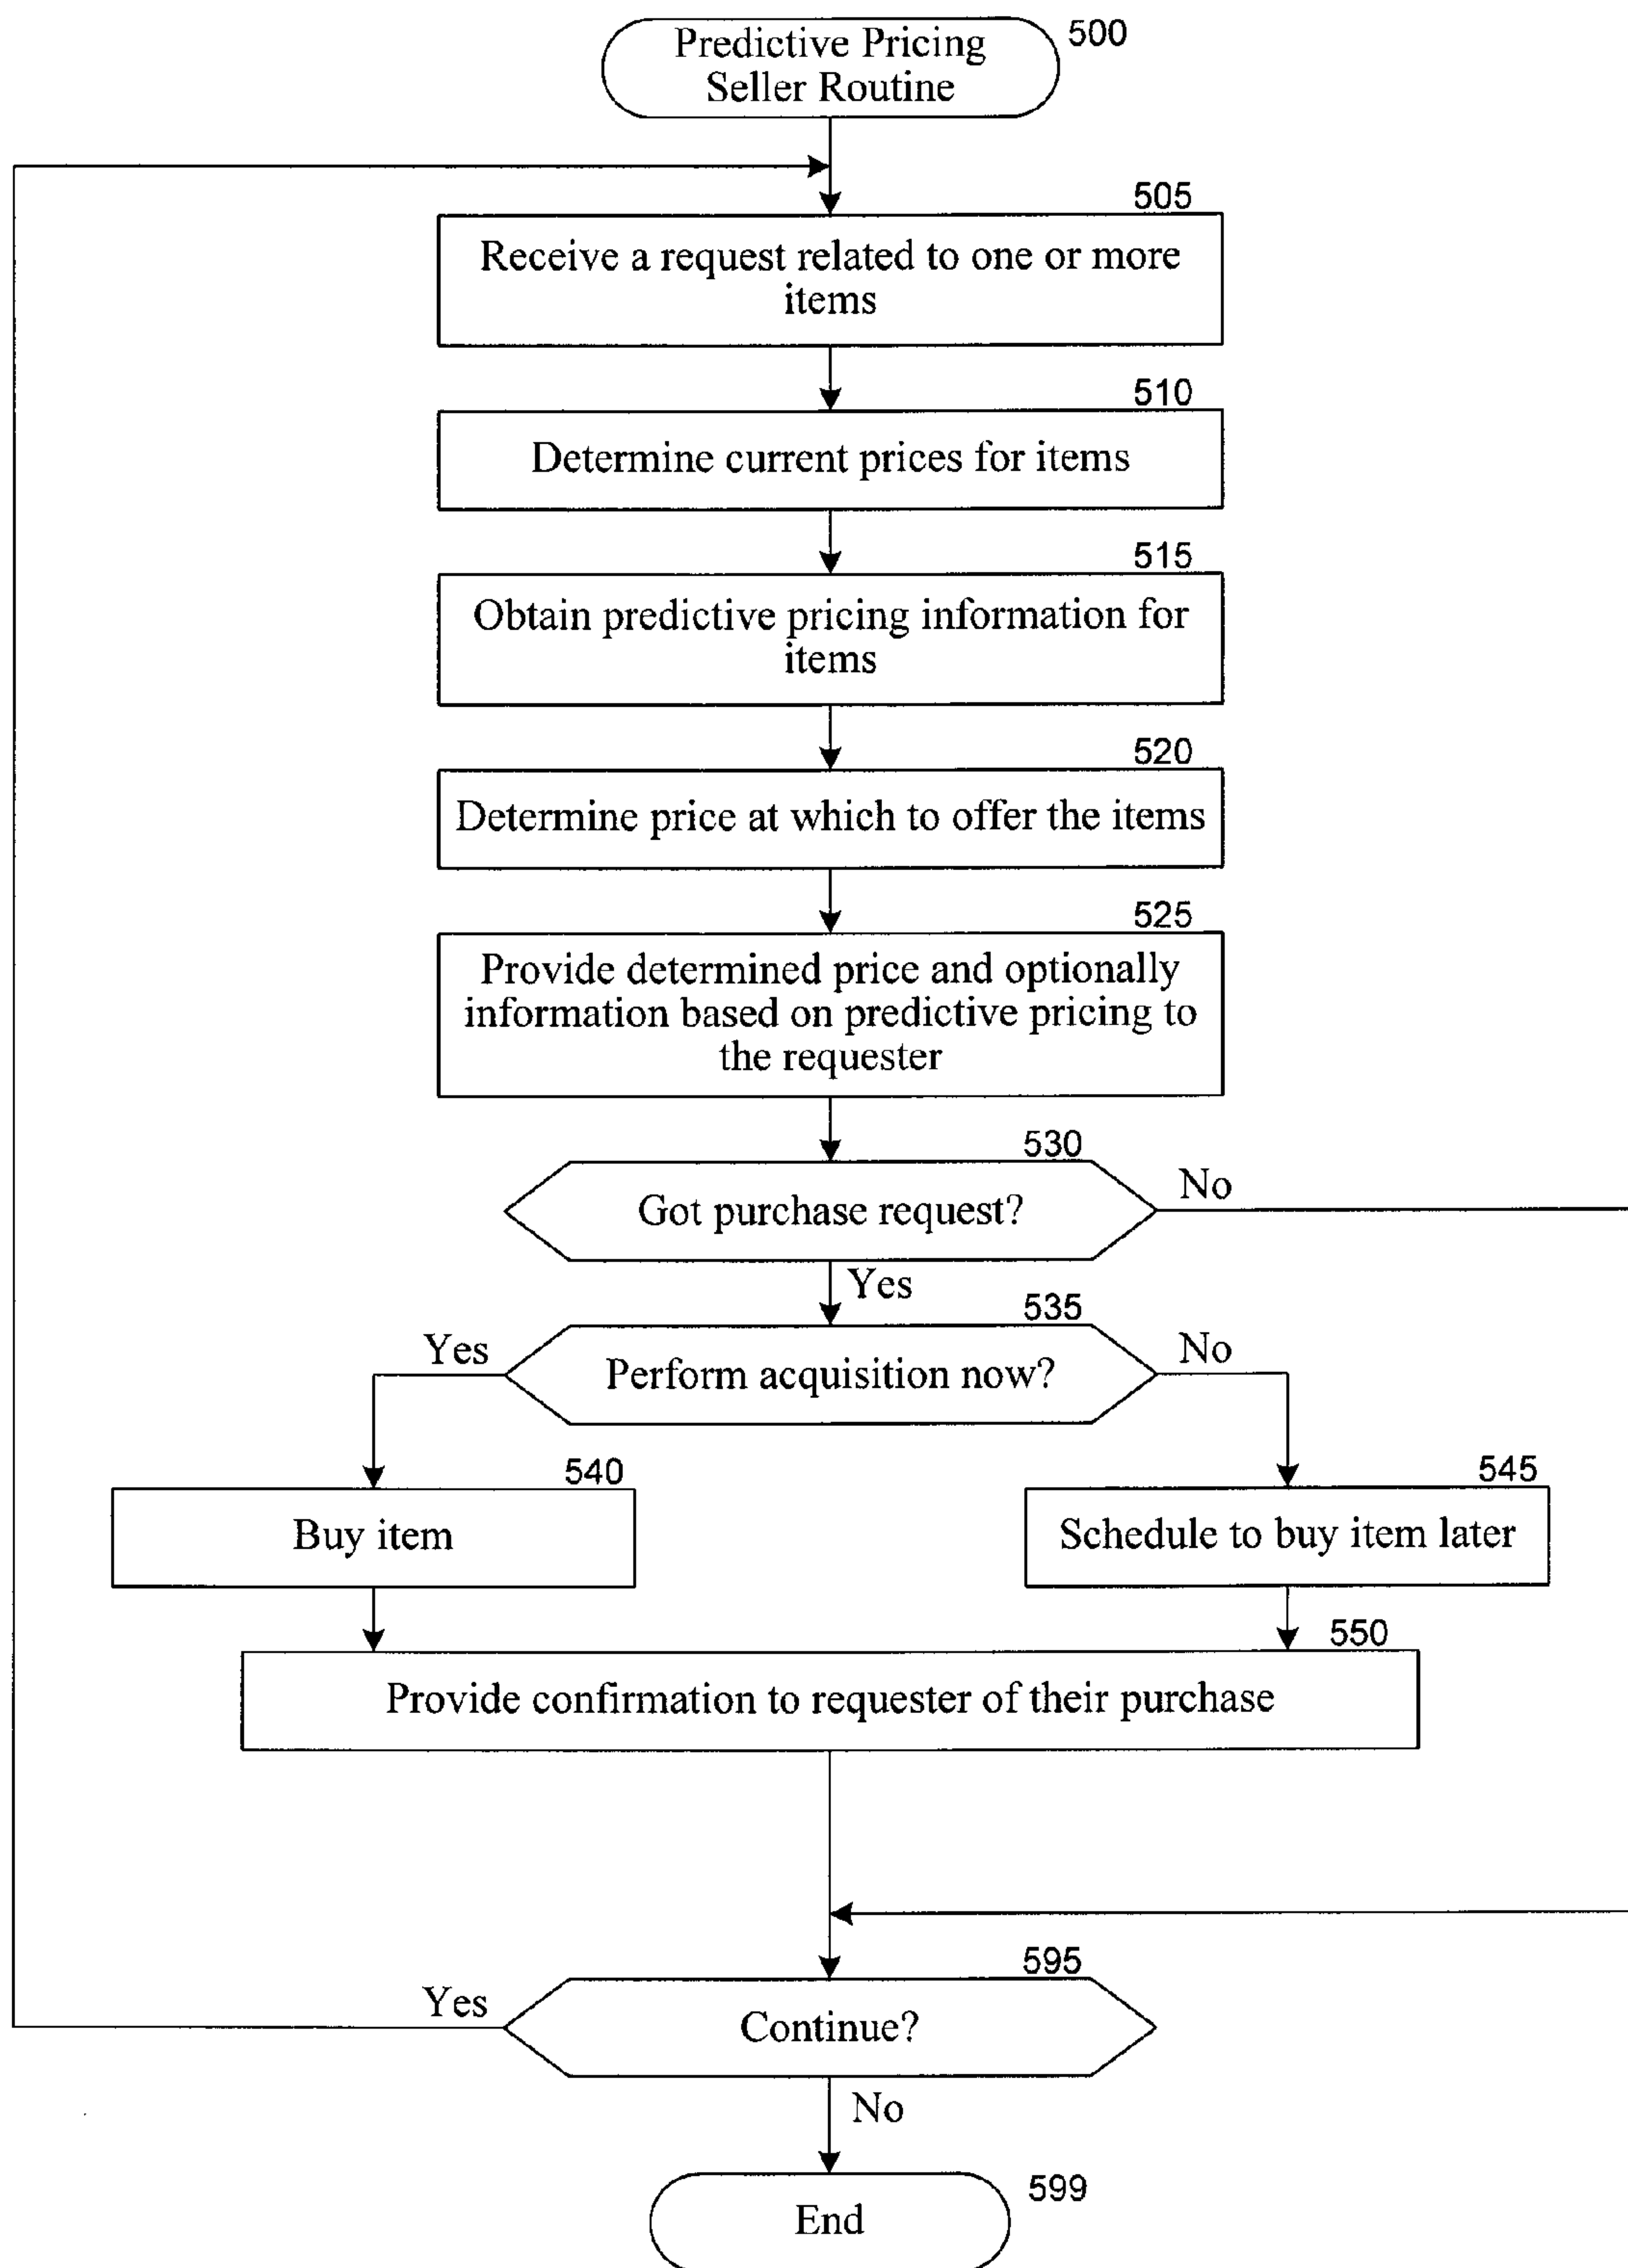 Predictive Pricing
Seller Routine
500
505
Receive a request related to one or more
items
510
Determine current prices for items
515
Obtain predictive pricing information for
items
520
Determine price at which to offer the items
525
Provide determined price and optionally
information based on predictive pricing to
the requester
530
Got purchase request?
No
Yes
535
Yes
Perform acquisition now?
No
540
Buy item
545
Schedule to buy item later
550
Provide confirmation to requester of their purchase
595
Yes
Continue?
No
599
End